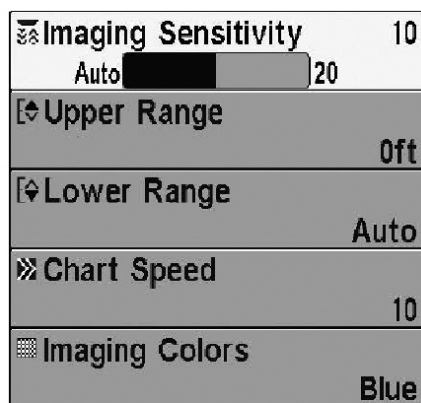 Imaging Sensitivity 10
Auto 20
Upper Range
0ft
Lower Range
Auto
Chart Speed
10
Imaging Colors
Blue